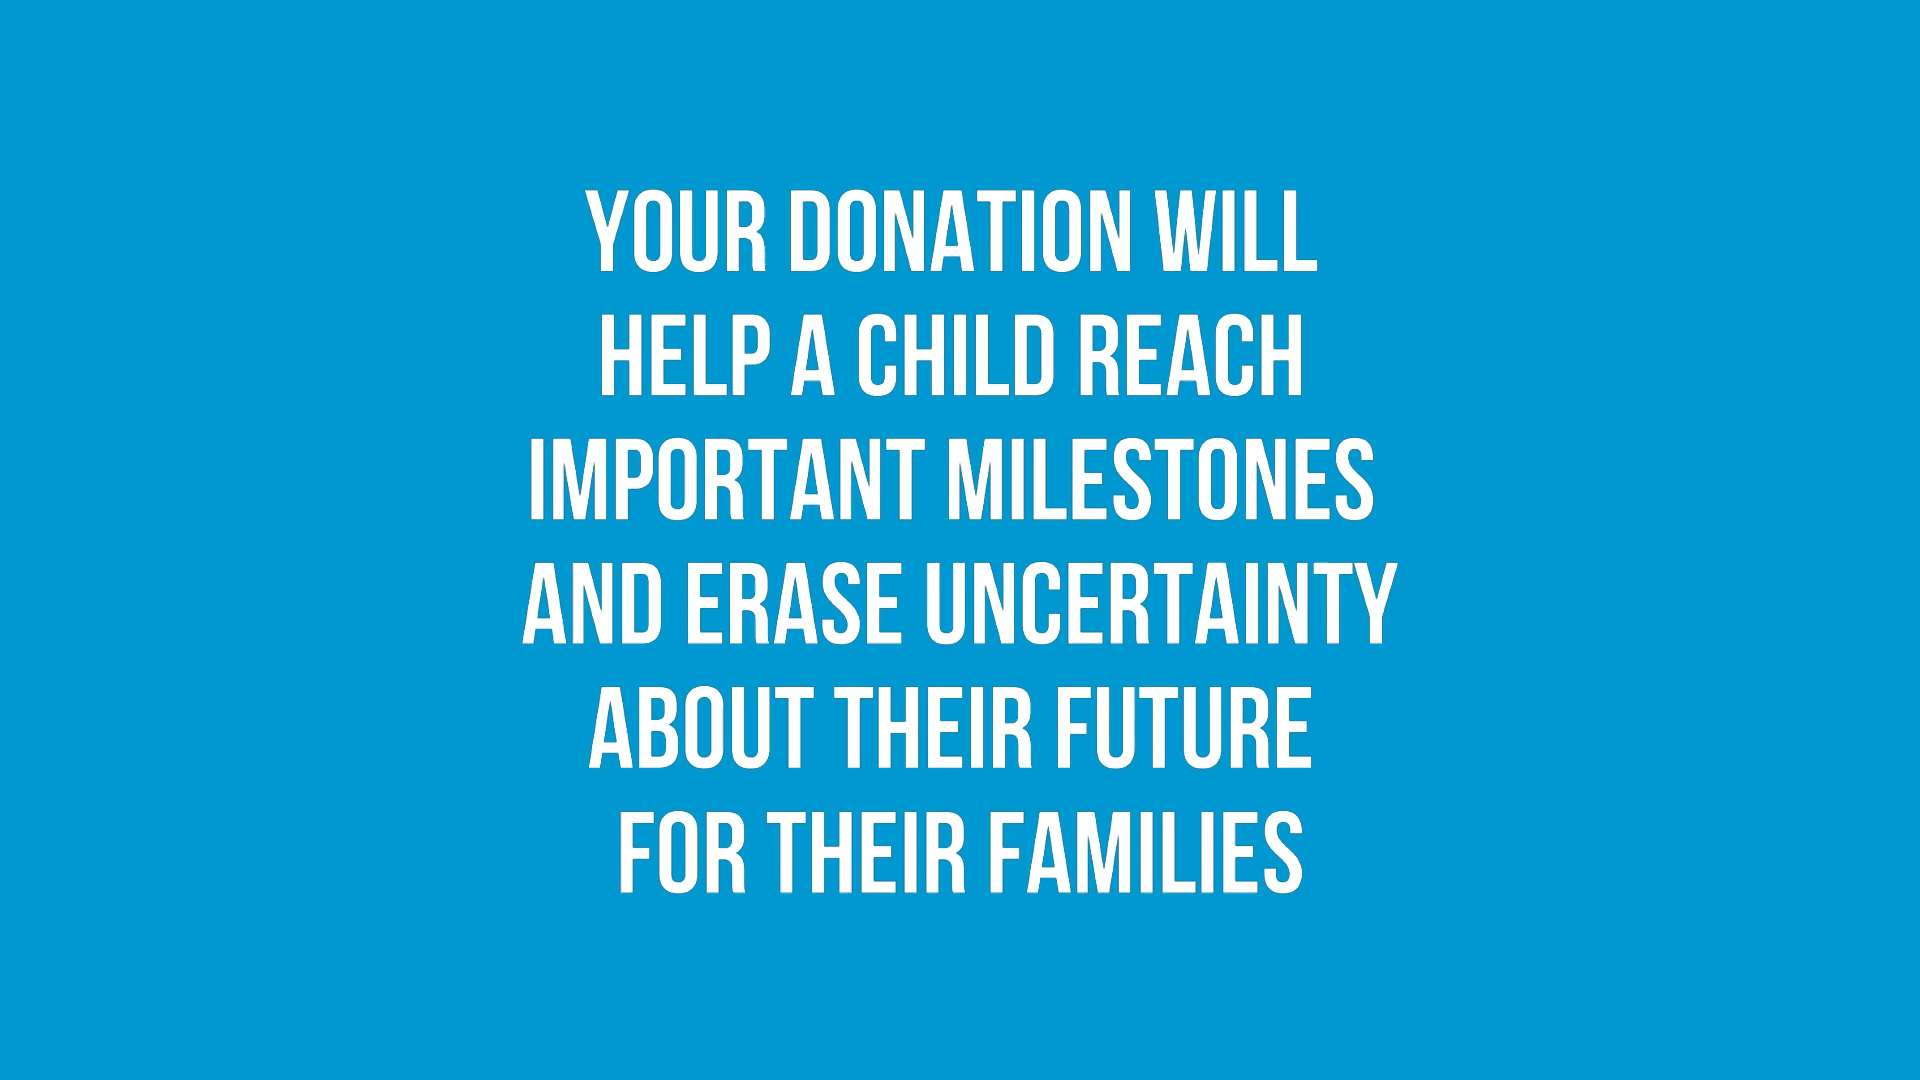 YOUR DONATION WILL
HELP A CHILD REACH
IMPORTANT MILESTONES
AND ERASE UNCERTAINTY
ABOUT THEIR FUTURE
FOR THEIR FAMILIES